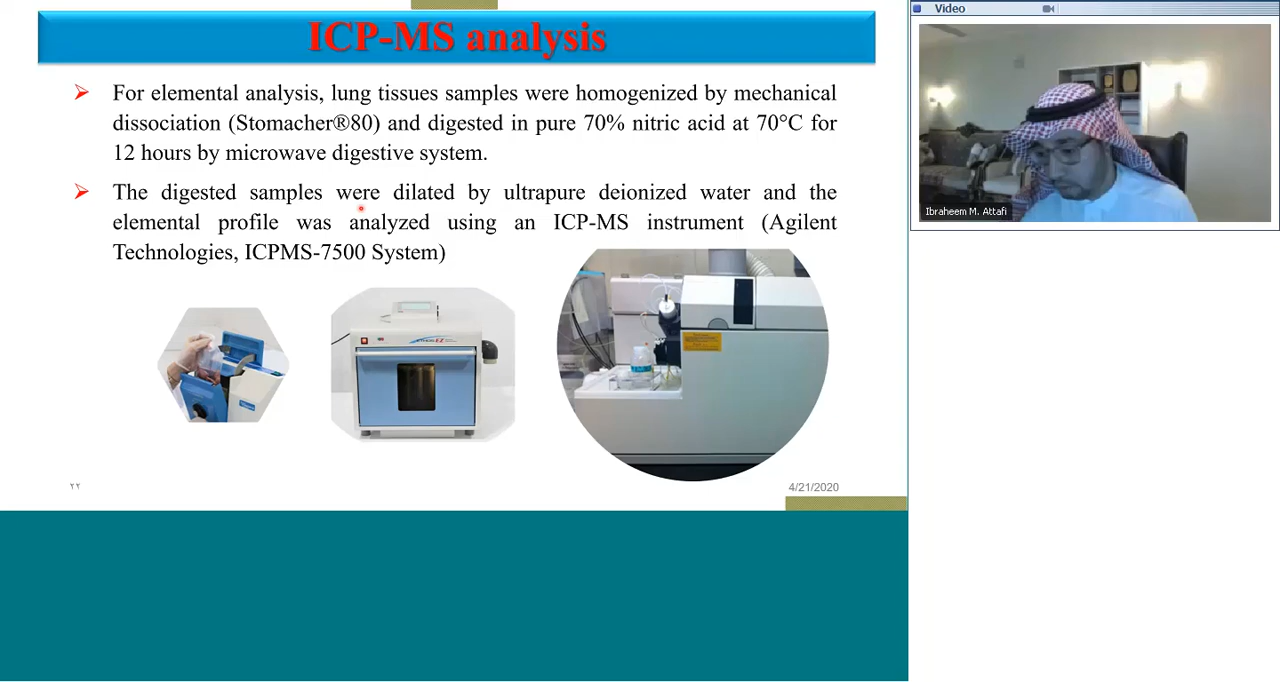 ICP-MS analysis
Video
➢ For elemental analysis, lung tissues samples were homogenized by mechanical
dissociation (Stomacher®80) and digested in pure 70% nitric acid at 70°C for
12 hours by microwave digestive system.
➢ The digested samples were dilated by ultrapure deionized water and the
elemental profile was analyzed using an ICP-MS instrument (Agilent
Technologies, ICPMS-7500 System)
٢٢
4/21/2020
Ibraheem M. Attafi